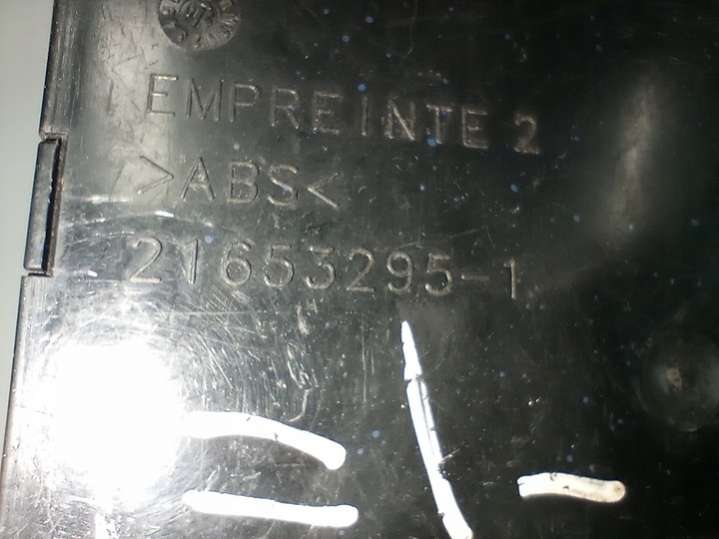 EMPREINTE 2
>ABS<
21653295-1